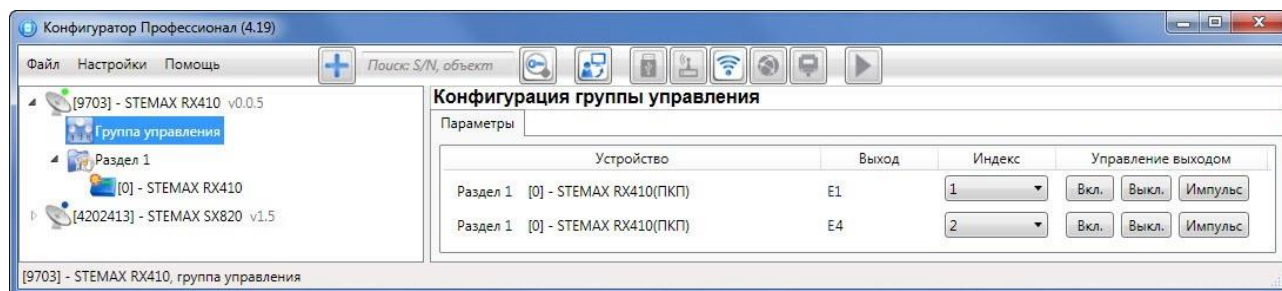 Конфигуратор Профессионал (4.19)
Файл Настройки Помощь Поиск: S/N, объект
[9703] - STEMAX RX410 v0.0.5
Группа управления
Раздел 1
[0] - STEMAX RX410
[4202413] - STEMAX SX820 v1.5
Конфигурация группы управления
Параметры
Устройство Выход Индекс Управление выходом
Раздел 1 [0] - STEMAX RX410(ПКП) E1 1 Вкл. Выкл. Импульс
Раздел 1 [0] - STEMAX RX410(ПКП) E4 2 Вкл. Выкл. Импульс
[9703] - STEMAX RX410, группа управления